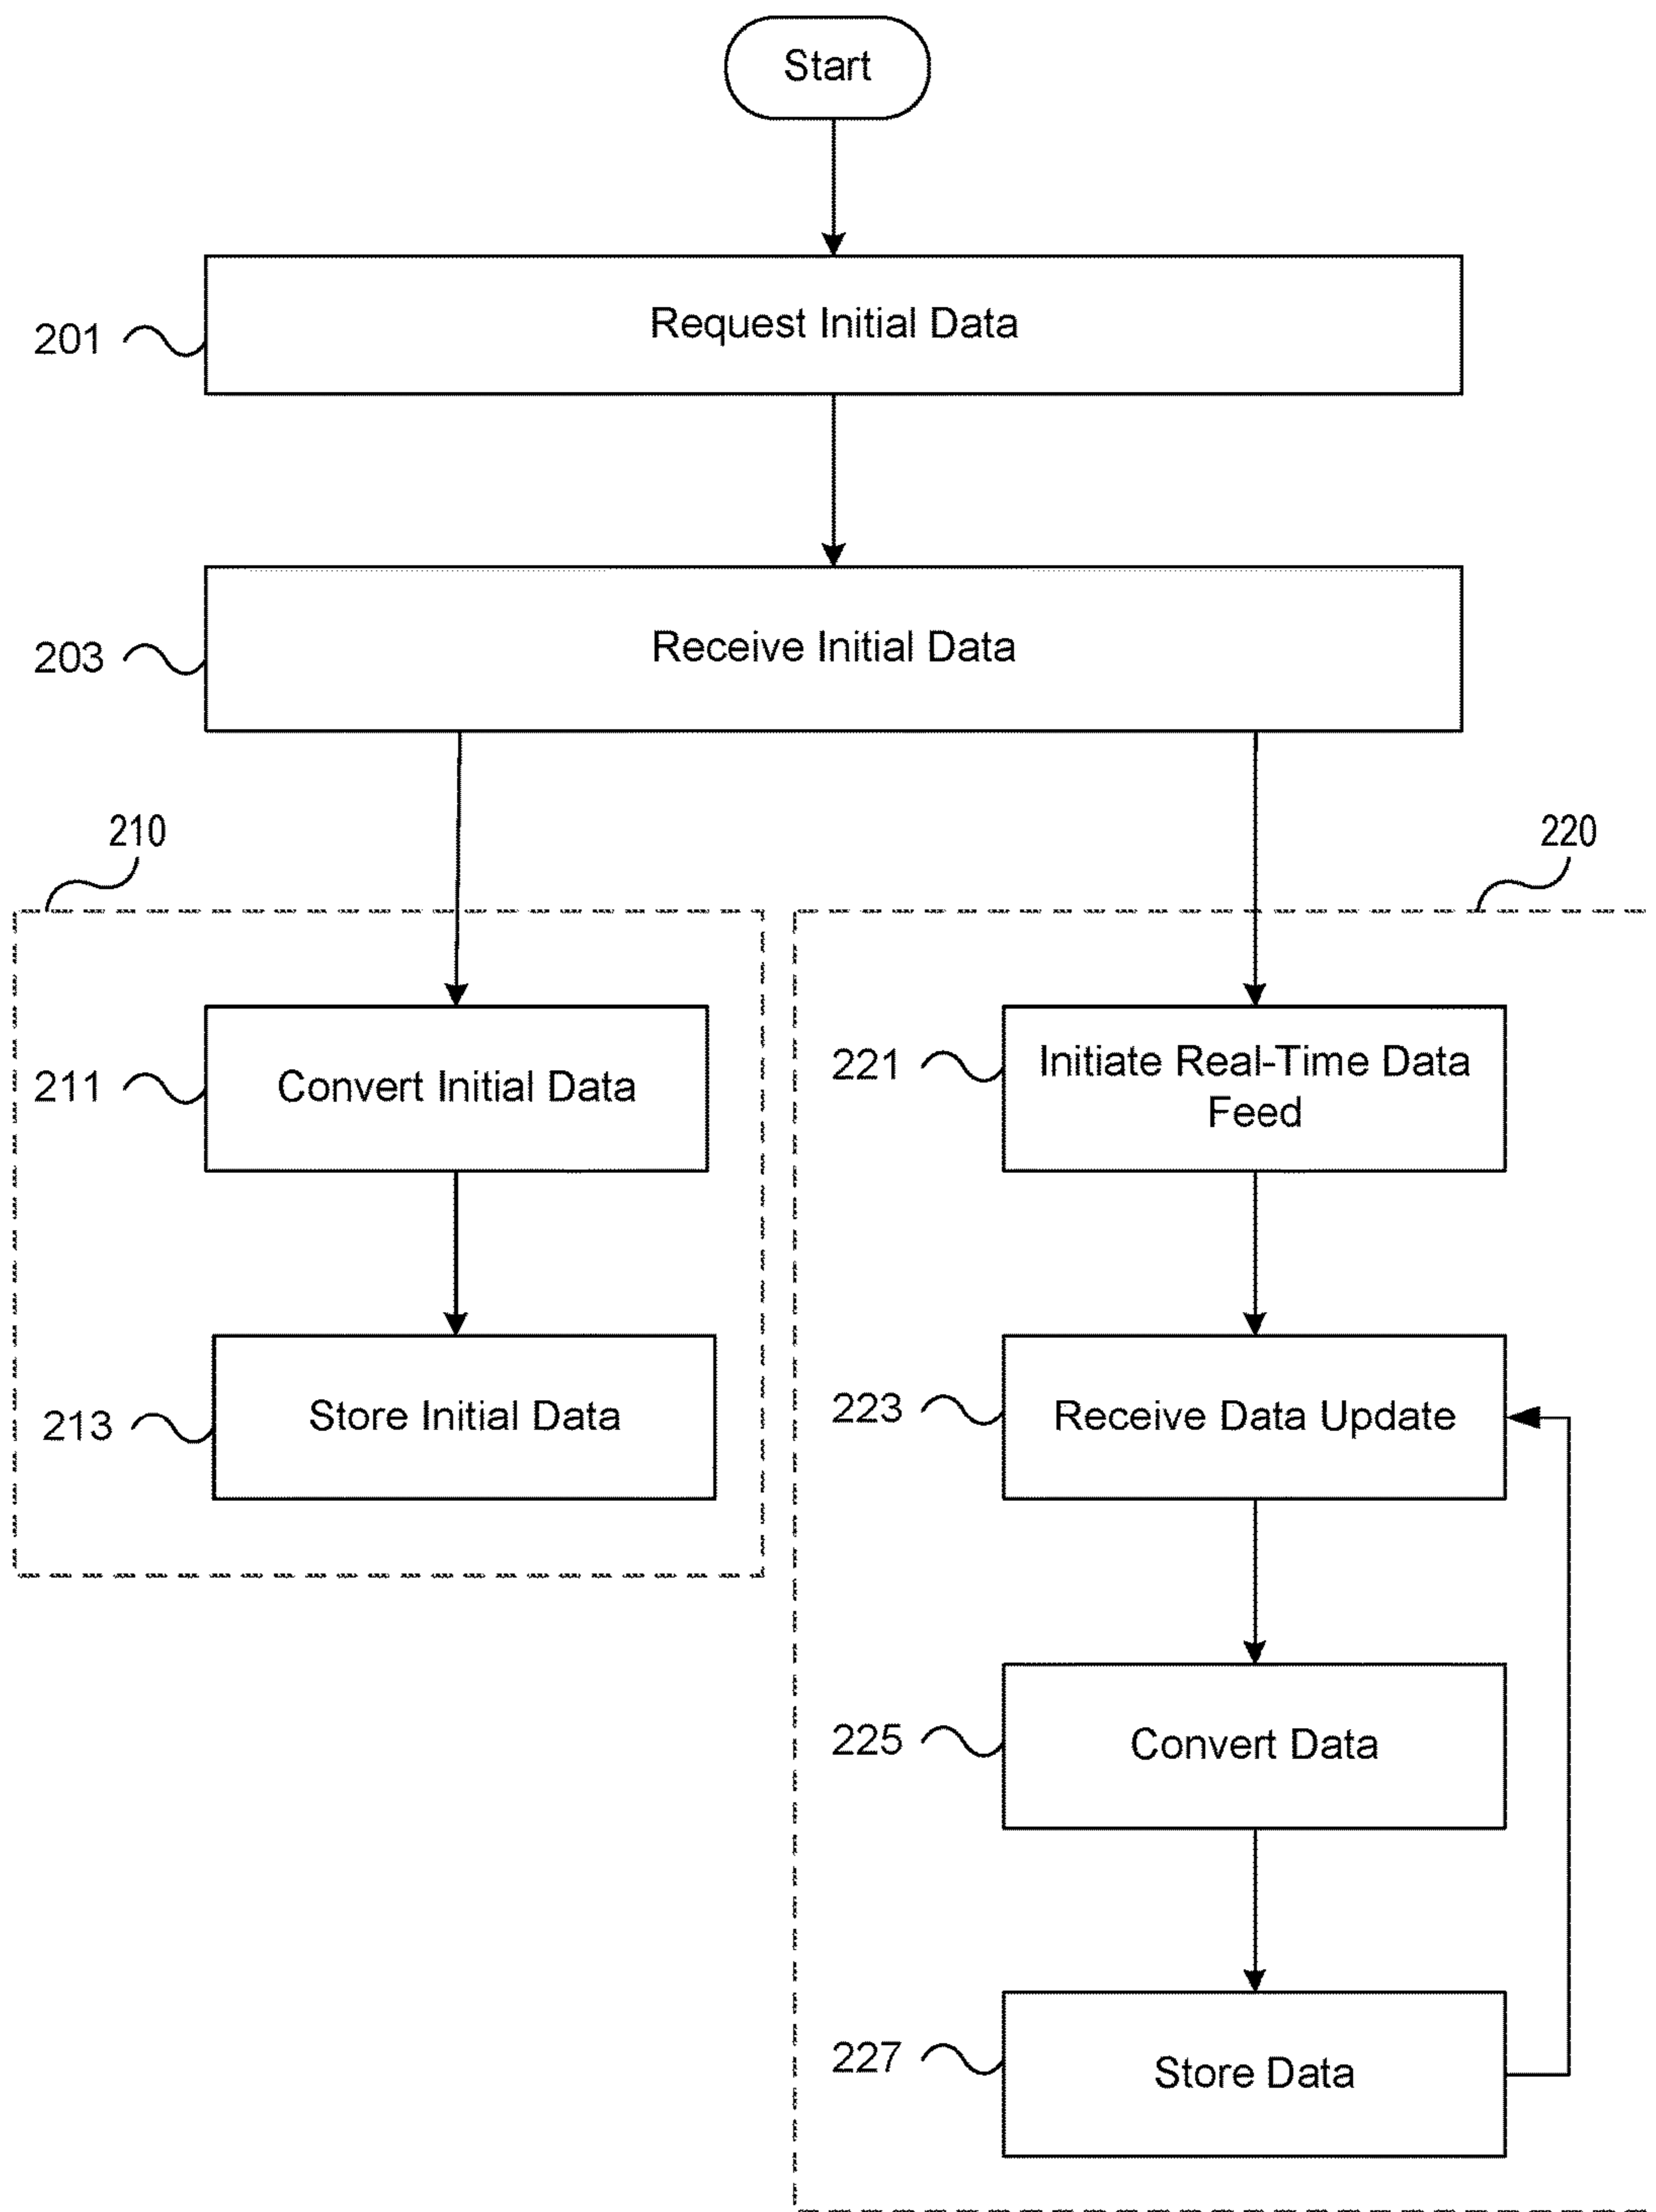 Start
201
Request Initial Data
203
Receive Initial Data
210
220
211
Convert Initial Data
221
Initiate Real-Time Data
Feed
213
Store Initial Data
223
Receive Data Update
225
Convert Data
227
Store Data